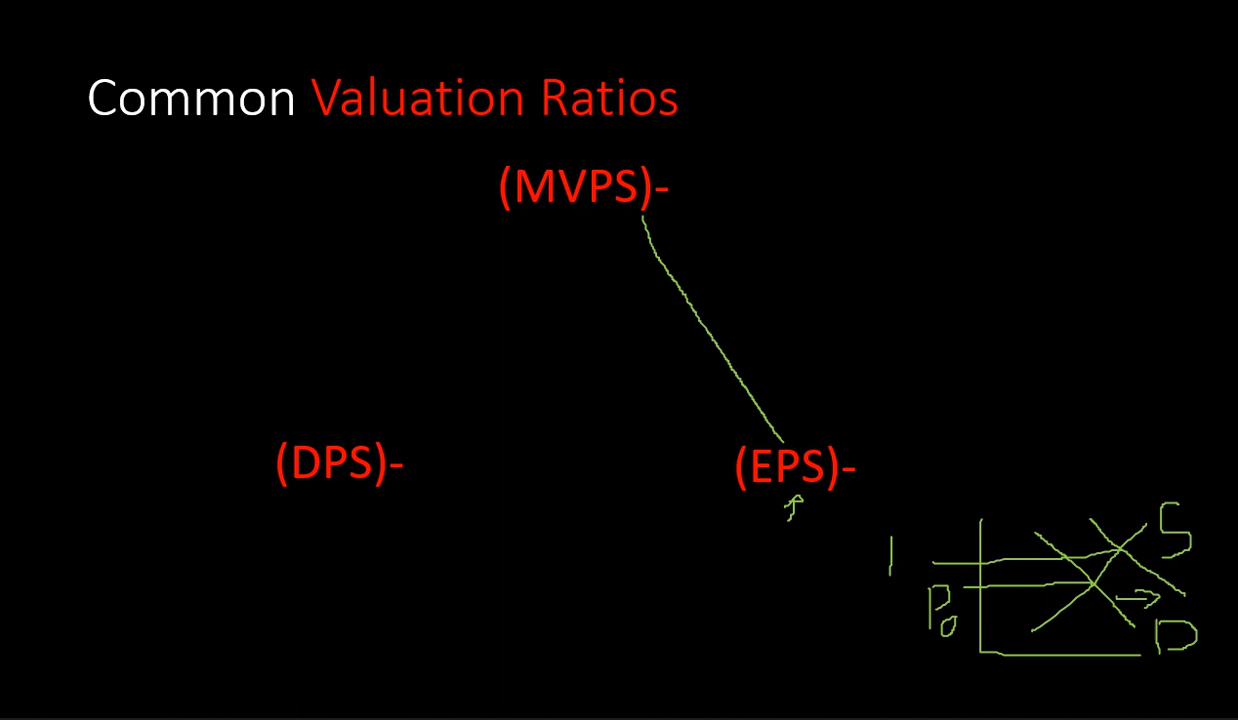 Common Valuation Ratios
(MVPS)-
(DPS)-
(EPS)-
S
P0
D